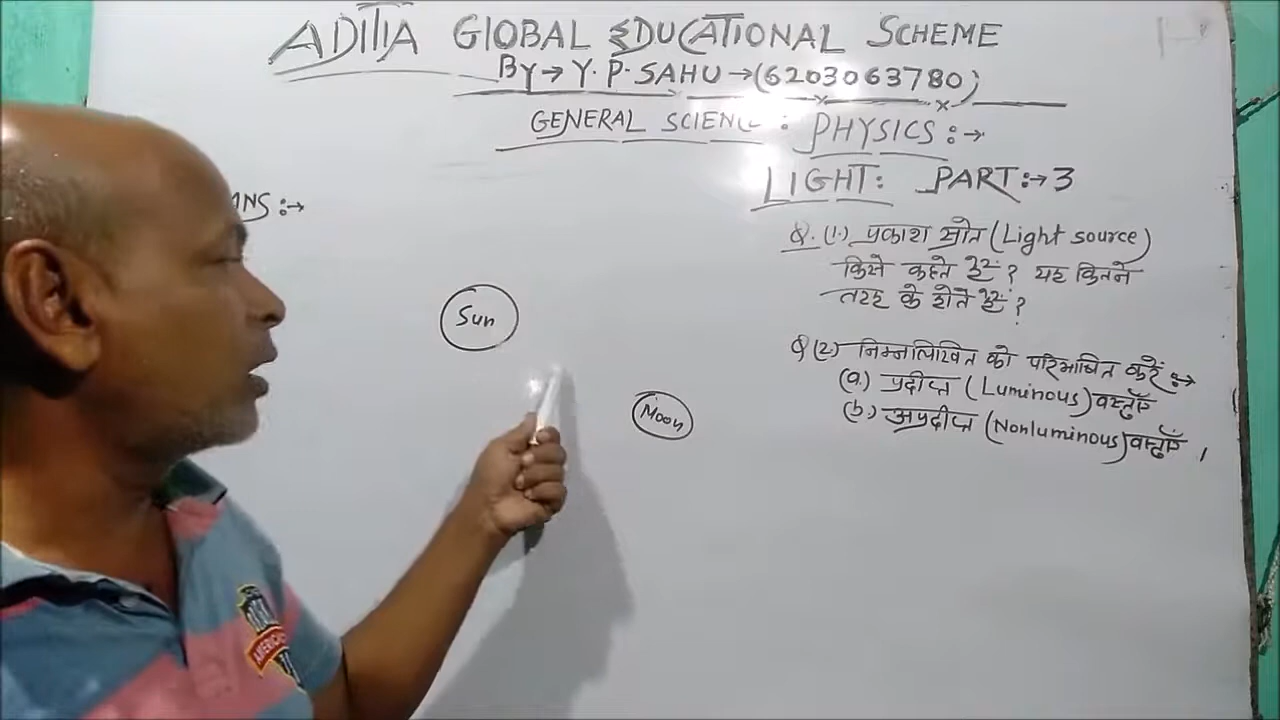 ADITIA GLOBAL EDUCATIONAL SCHEME
BY → Y. P. SAHU → (6203063780)
GENERAL SCIENCE : PHYSICS :→
LIGHT: PART :→ 3
ANS :→
Q. (1.) प्रकाश स्रोत (Light source)
किसे कहते हैं ? यह कितने
तरह के होते हैं ?
Sun
Q (2) निम्नलिखित को परिभाषित करें :→
(a.) प्रदीप्त (Luminous) वस्तुएँ
(b.) अप्रदीप्त (Nonluminous) वस्तुएँ ।
Moon
AMERICA